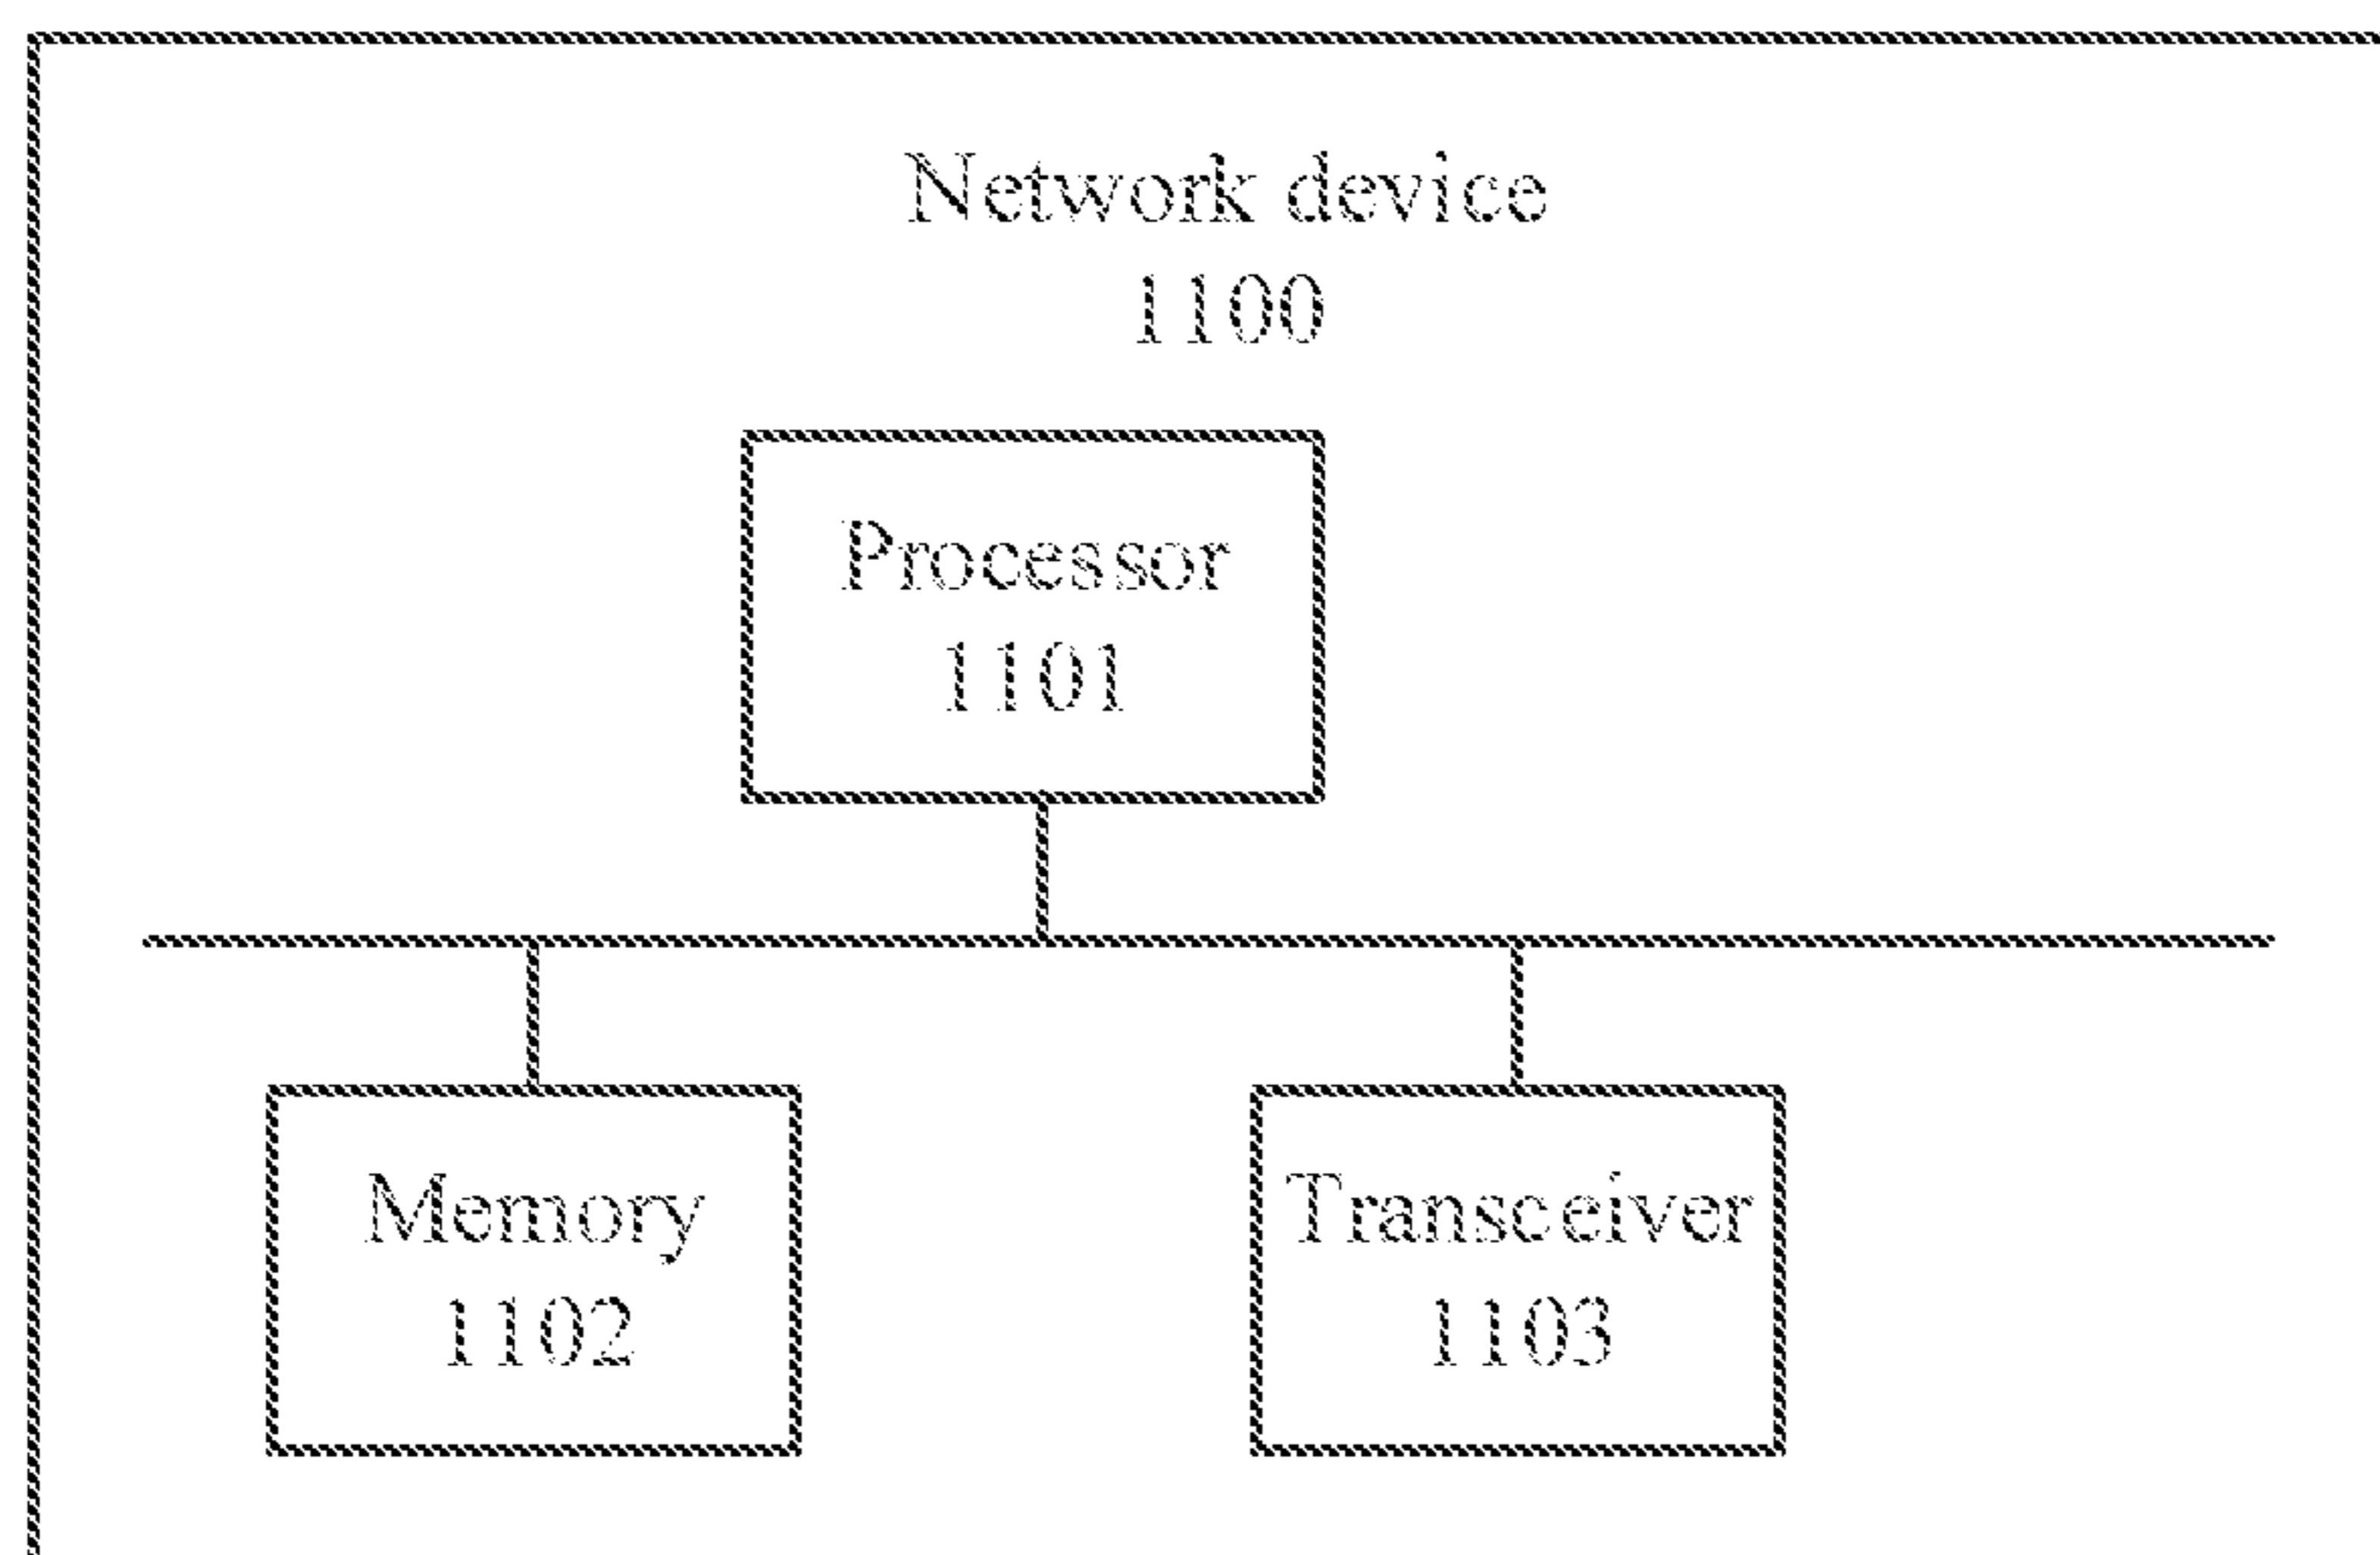 Network device
1100
Processor
1101
Memory
1102
Transceiver
1103